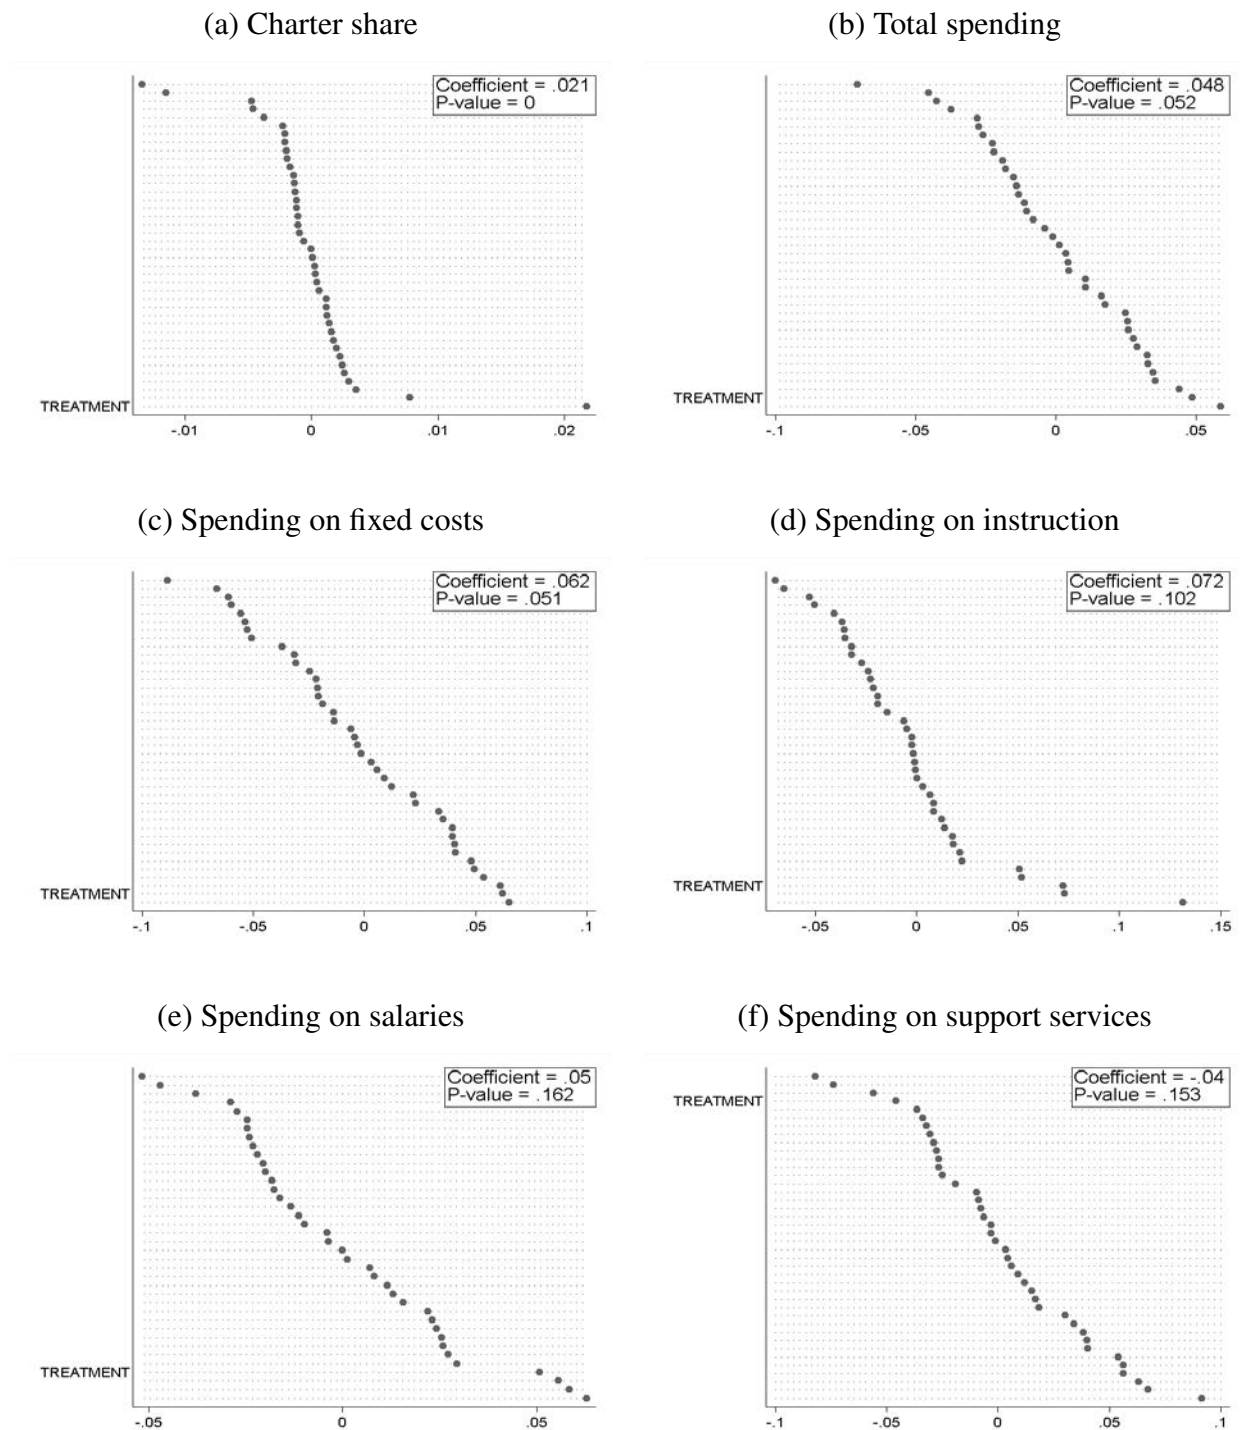 (a) Charter share
Coefficient = .021
P-value = 0
TREATMENT
-.01 0 .01 .02
(b) Total spending
Coefficient = .048
P-value = .052
TREATMENT
-.1 -.05 0 .05
(c) Spending on fixed costs
Coefficient = .062
P-value = .051
TREATMENT
-.1 -.05 0 .05 .1
(d) Spending on instruction
Coefficient = .072
P-value = .102
TREATMENT
-.05 0 .05 .1 .15
(e) Spending on salaries
Coefficient = .05
P-value = .162
TREATMENT
-.05 0 .05
(f) Spending on support services
Coefficient = -.04
P-value = .153
TREATMENT
-.1 -.05 0 .05 .1